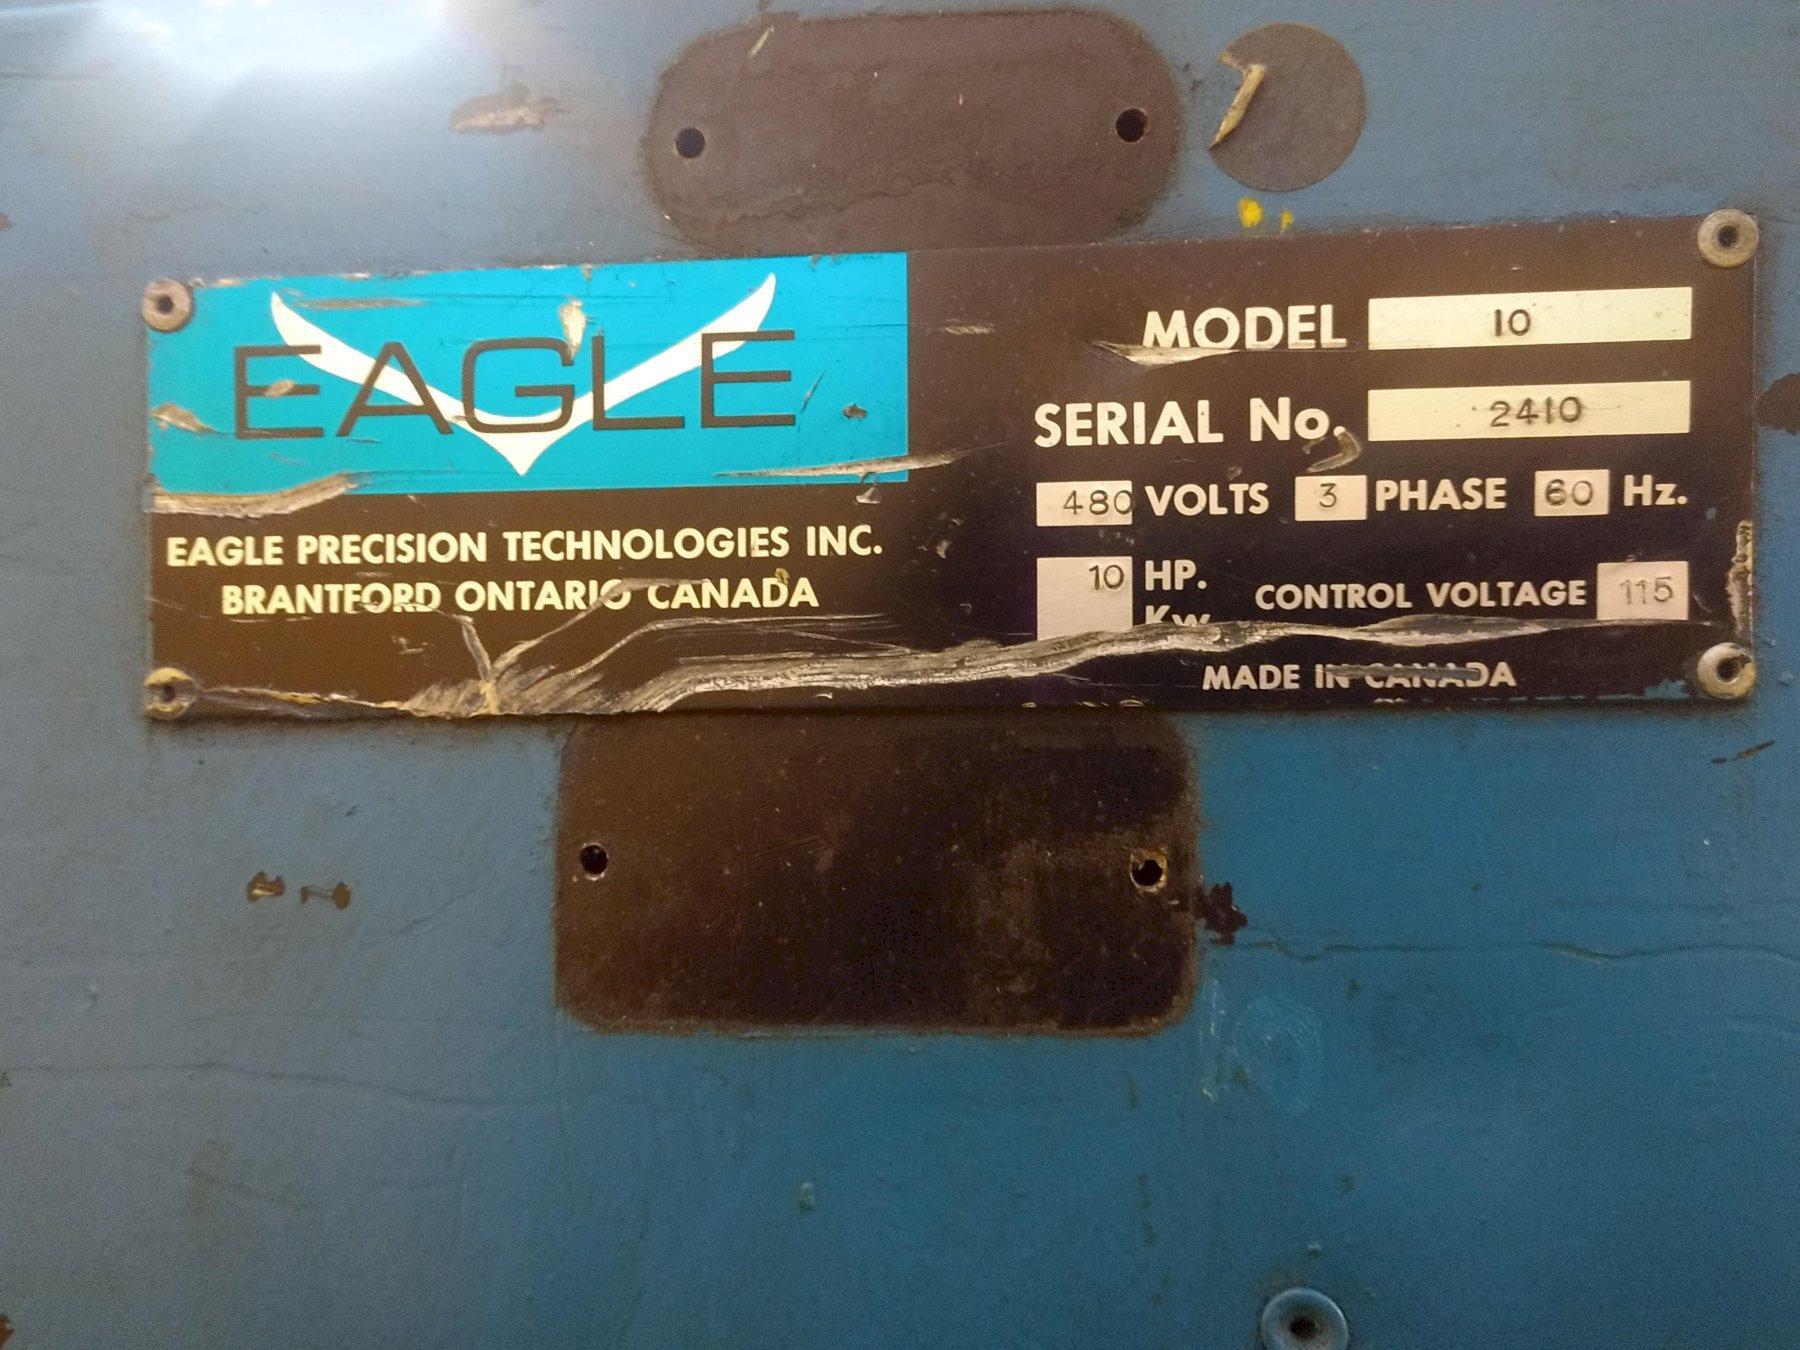 EAGLE
EAGLE PRECISION TECHNOLOGIES INC.
BRANTFORD ONTARIO CANADA
MODEL 10
SERIAL No. 2410
480 VOLTS 3 PHASE 60 Hz.
10 HP.
Kw
CONTROL VOLTAGE 115
MADE IN CANADA